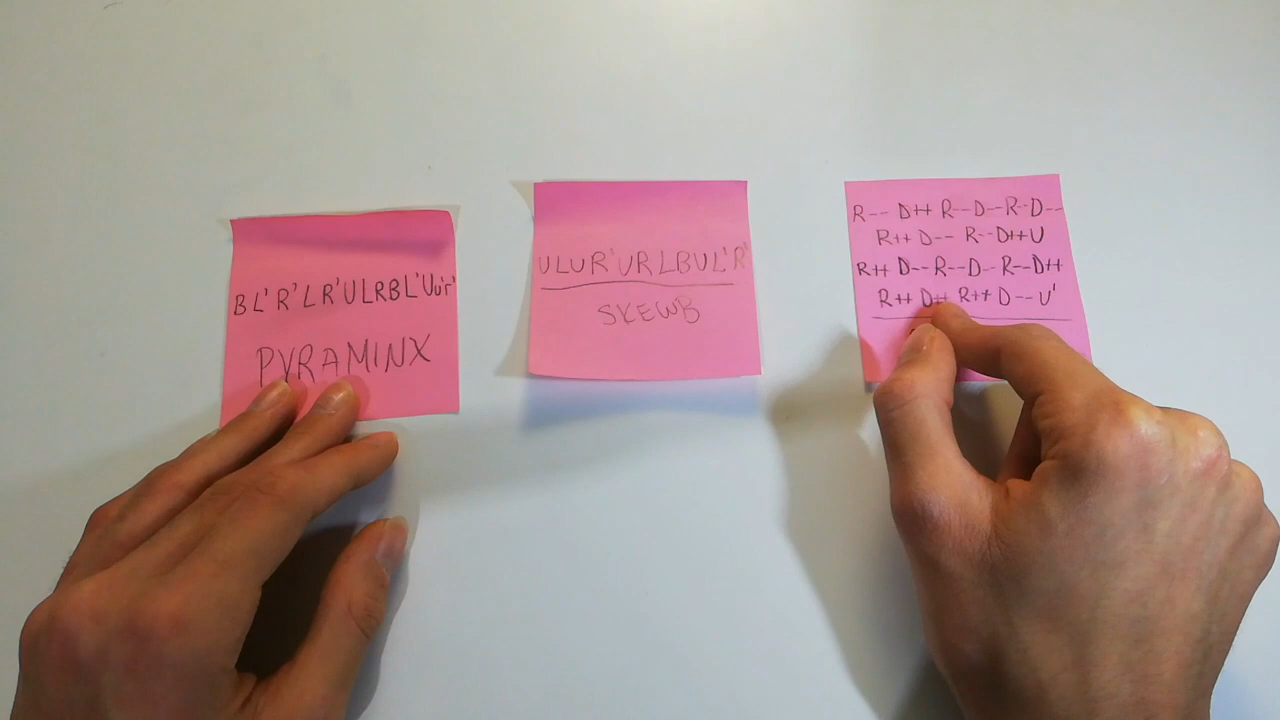 BL'R'LR'ULRBL'Uu'r'
PYRAMINX
ULUR'URLBUL'R'
SKEWB
R-- D++ R--D--R--D--
R++ D-- R--D++U
R++ D--R--D--R--D++
R++ D++ R++ D--U'